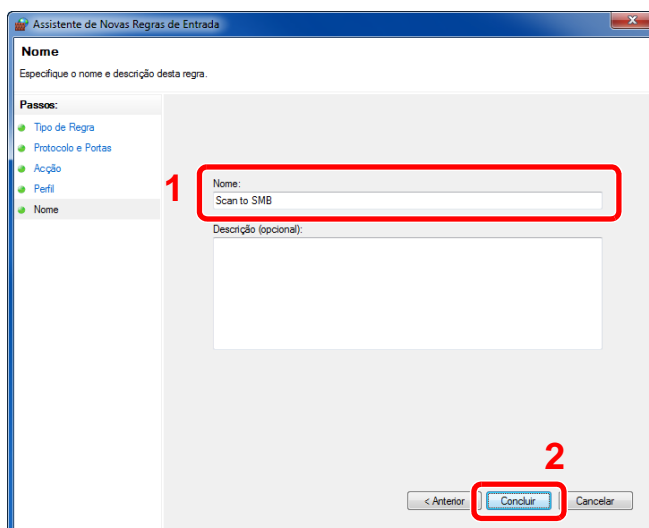 Assistente de Novas Regras de Entrada
Nome
Especifique o nome e descrição desta regra.
Passos:
Tipo de Regra
Protocolo e Portas
Acção
Perfil
Nome
1
Nome:
Scan to SMB
Descrição (opcional):
2
< Anterior
Concluir
Cancelar